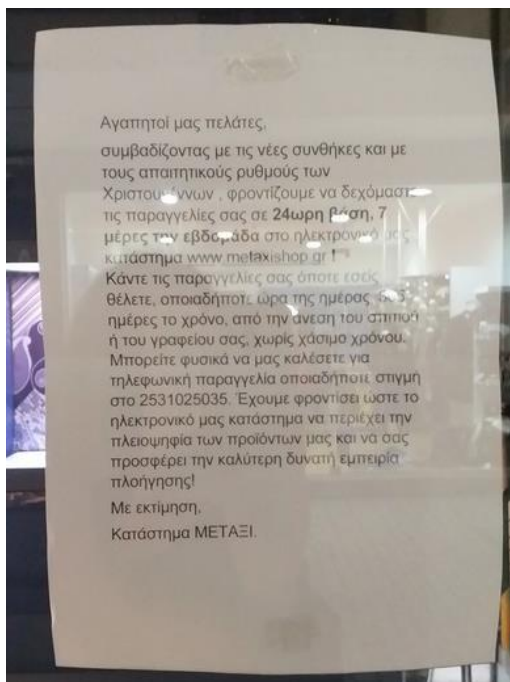 Αγαπητοί μας πελάτες,
συμβαδίζοντας με τις νέες συνθήκες και με
τους απαιτητικούς ρυθμούς των
Χριστουγέννων , φροντίζουμε να δεχόμαστε
τις παραγγελίες σας σε 24ωρη βάση, 7
μέρες την εβδομάδα στο ηλεκτρονικό μας
κατάστημα www.metaxishop.gr !
Κάντε τις παραγγελίες σας όποτε εσείς
θέλετε, οποιαδήποτε ώρα της ημέρας
ημέρες το χρόνο, από την άνεση του σπιτιού
ή του γραφείου σας, χωρίς χάσιμο χρόνου.
Μπορείτε φυσικά να μας καλέσετε για
τηλεφωνική παραγγελία οποιαδήποτε στιγμή
στο 2531025035. Έχουμε φροντίσει ώστε το
ηλεκτρονικό μας κατάστημα να περιέχει την
πλειοψηφία των προϊόντων μας και να σας
προσφέρει την καλύτερη δυνατή εμπειρία
πλοήγησης!
Με εκτίμηση,
Κατάστημα ΜΕΤΑΞΙ.